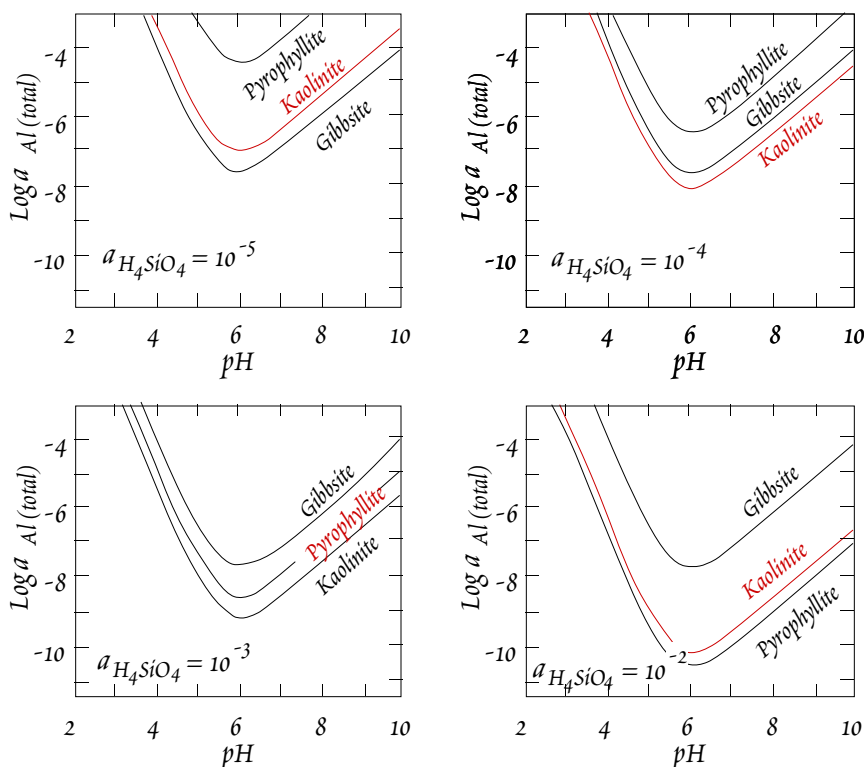 -4
-6
-8
-10
Log a Al (total)
Pyrophyllite
Kaolinite
Gibbsite
a H4SiO4 = 10-5
2 4 6 8 10
pH
-4
-6
-8
-10
Log a Al (total)
Pyrophyllite
Gibbsite
Kaolinite
a H4SiO4 = 10-4
2 4 6 8 10
pH
-4
-6
-8
-10
Log a Al (total)
Gibbsite
Pyrophyllite
Kaolinite
a H4SiO4 = 10-3
2 4 6 8 10
pH
-4
-6
-8
-10
Log a Al (total)
Gibbsite
Kaolinite
Pyrophyllite
a H4SiO4 = 10-2
2 4 6 8 10
pH